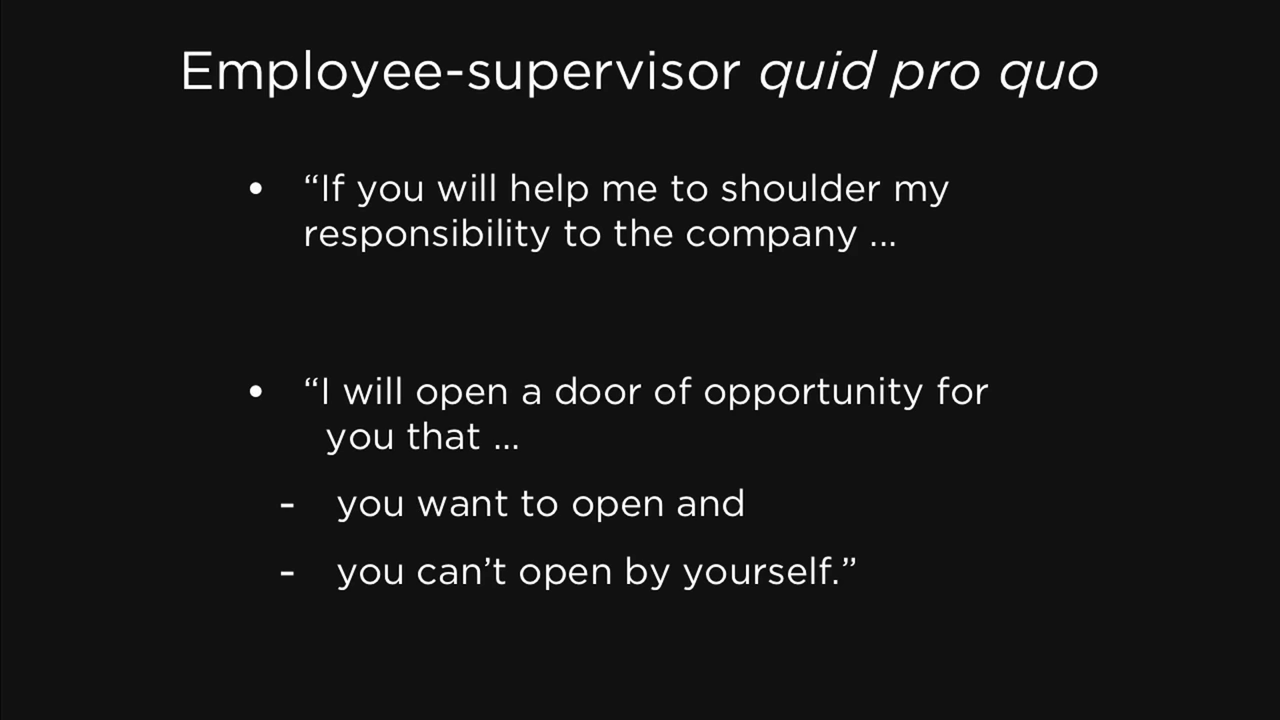 Employee-supervisor quid pro quo
• “If you will help me to shoulder my
responsibility to the company ...
• “I will open a door of opportunity for
you that ...
- you want to open and
- you can’t open by yourself.”